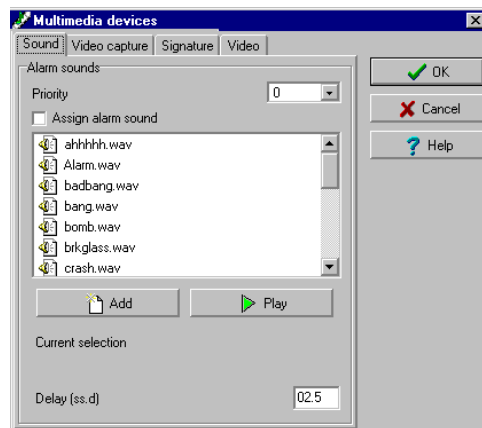 Multimedia devices
Sound Video capture Signature Video
Alarm sounds
Priority 0
Assign alarm sound
ahhhhh.wav
Alarm.wav
badbang.wav
bang.wav
bomb.wav
brkglass.wav
crash.wav
Add Play
Current selection
Delay (ss.d) 02.5
OK
Cancel
Help